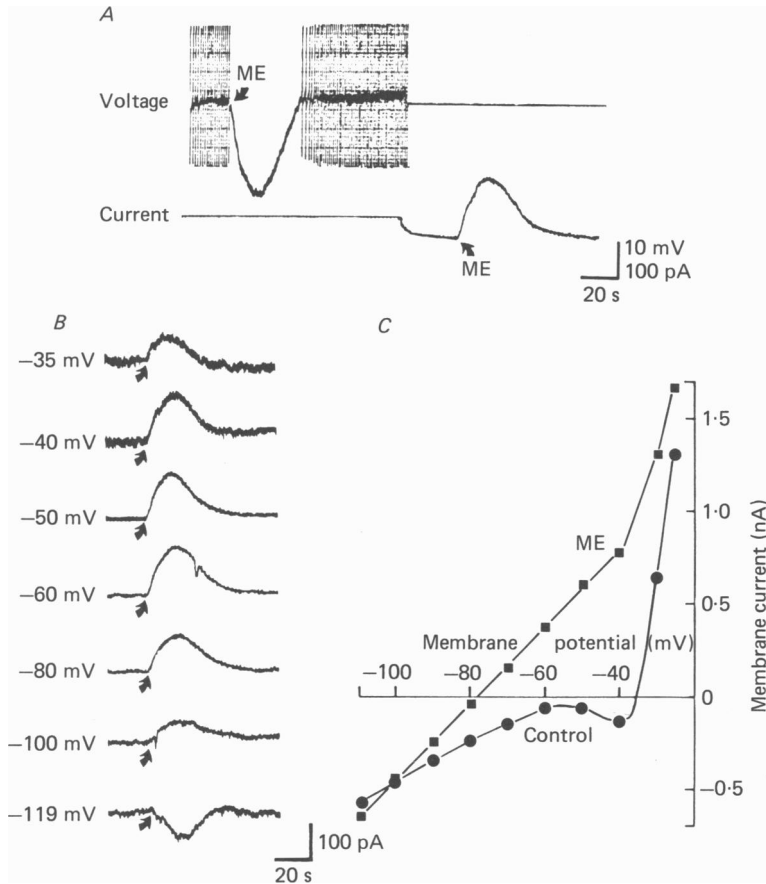 A
ME
Voltage
Current
ME
10 mV
100 pA
20 s
B
−35 mV
−40 mV
−50 mV
−60 mV
−80 mV
−100 mV
−119 mV
100 pA
20 s
C
1·5
1·0
0·5
0
−0·5
Membrane current (nA)
ME
Membrane potential (mV)
−100 −80 −60 −40
Control